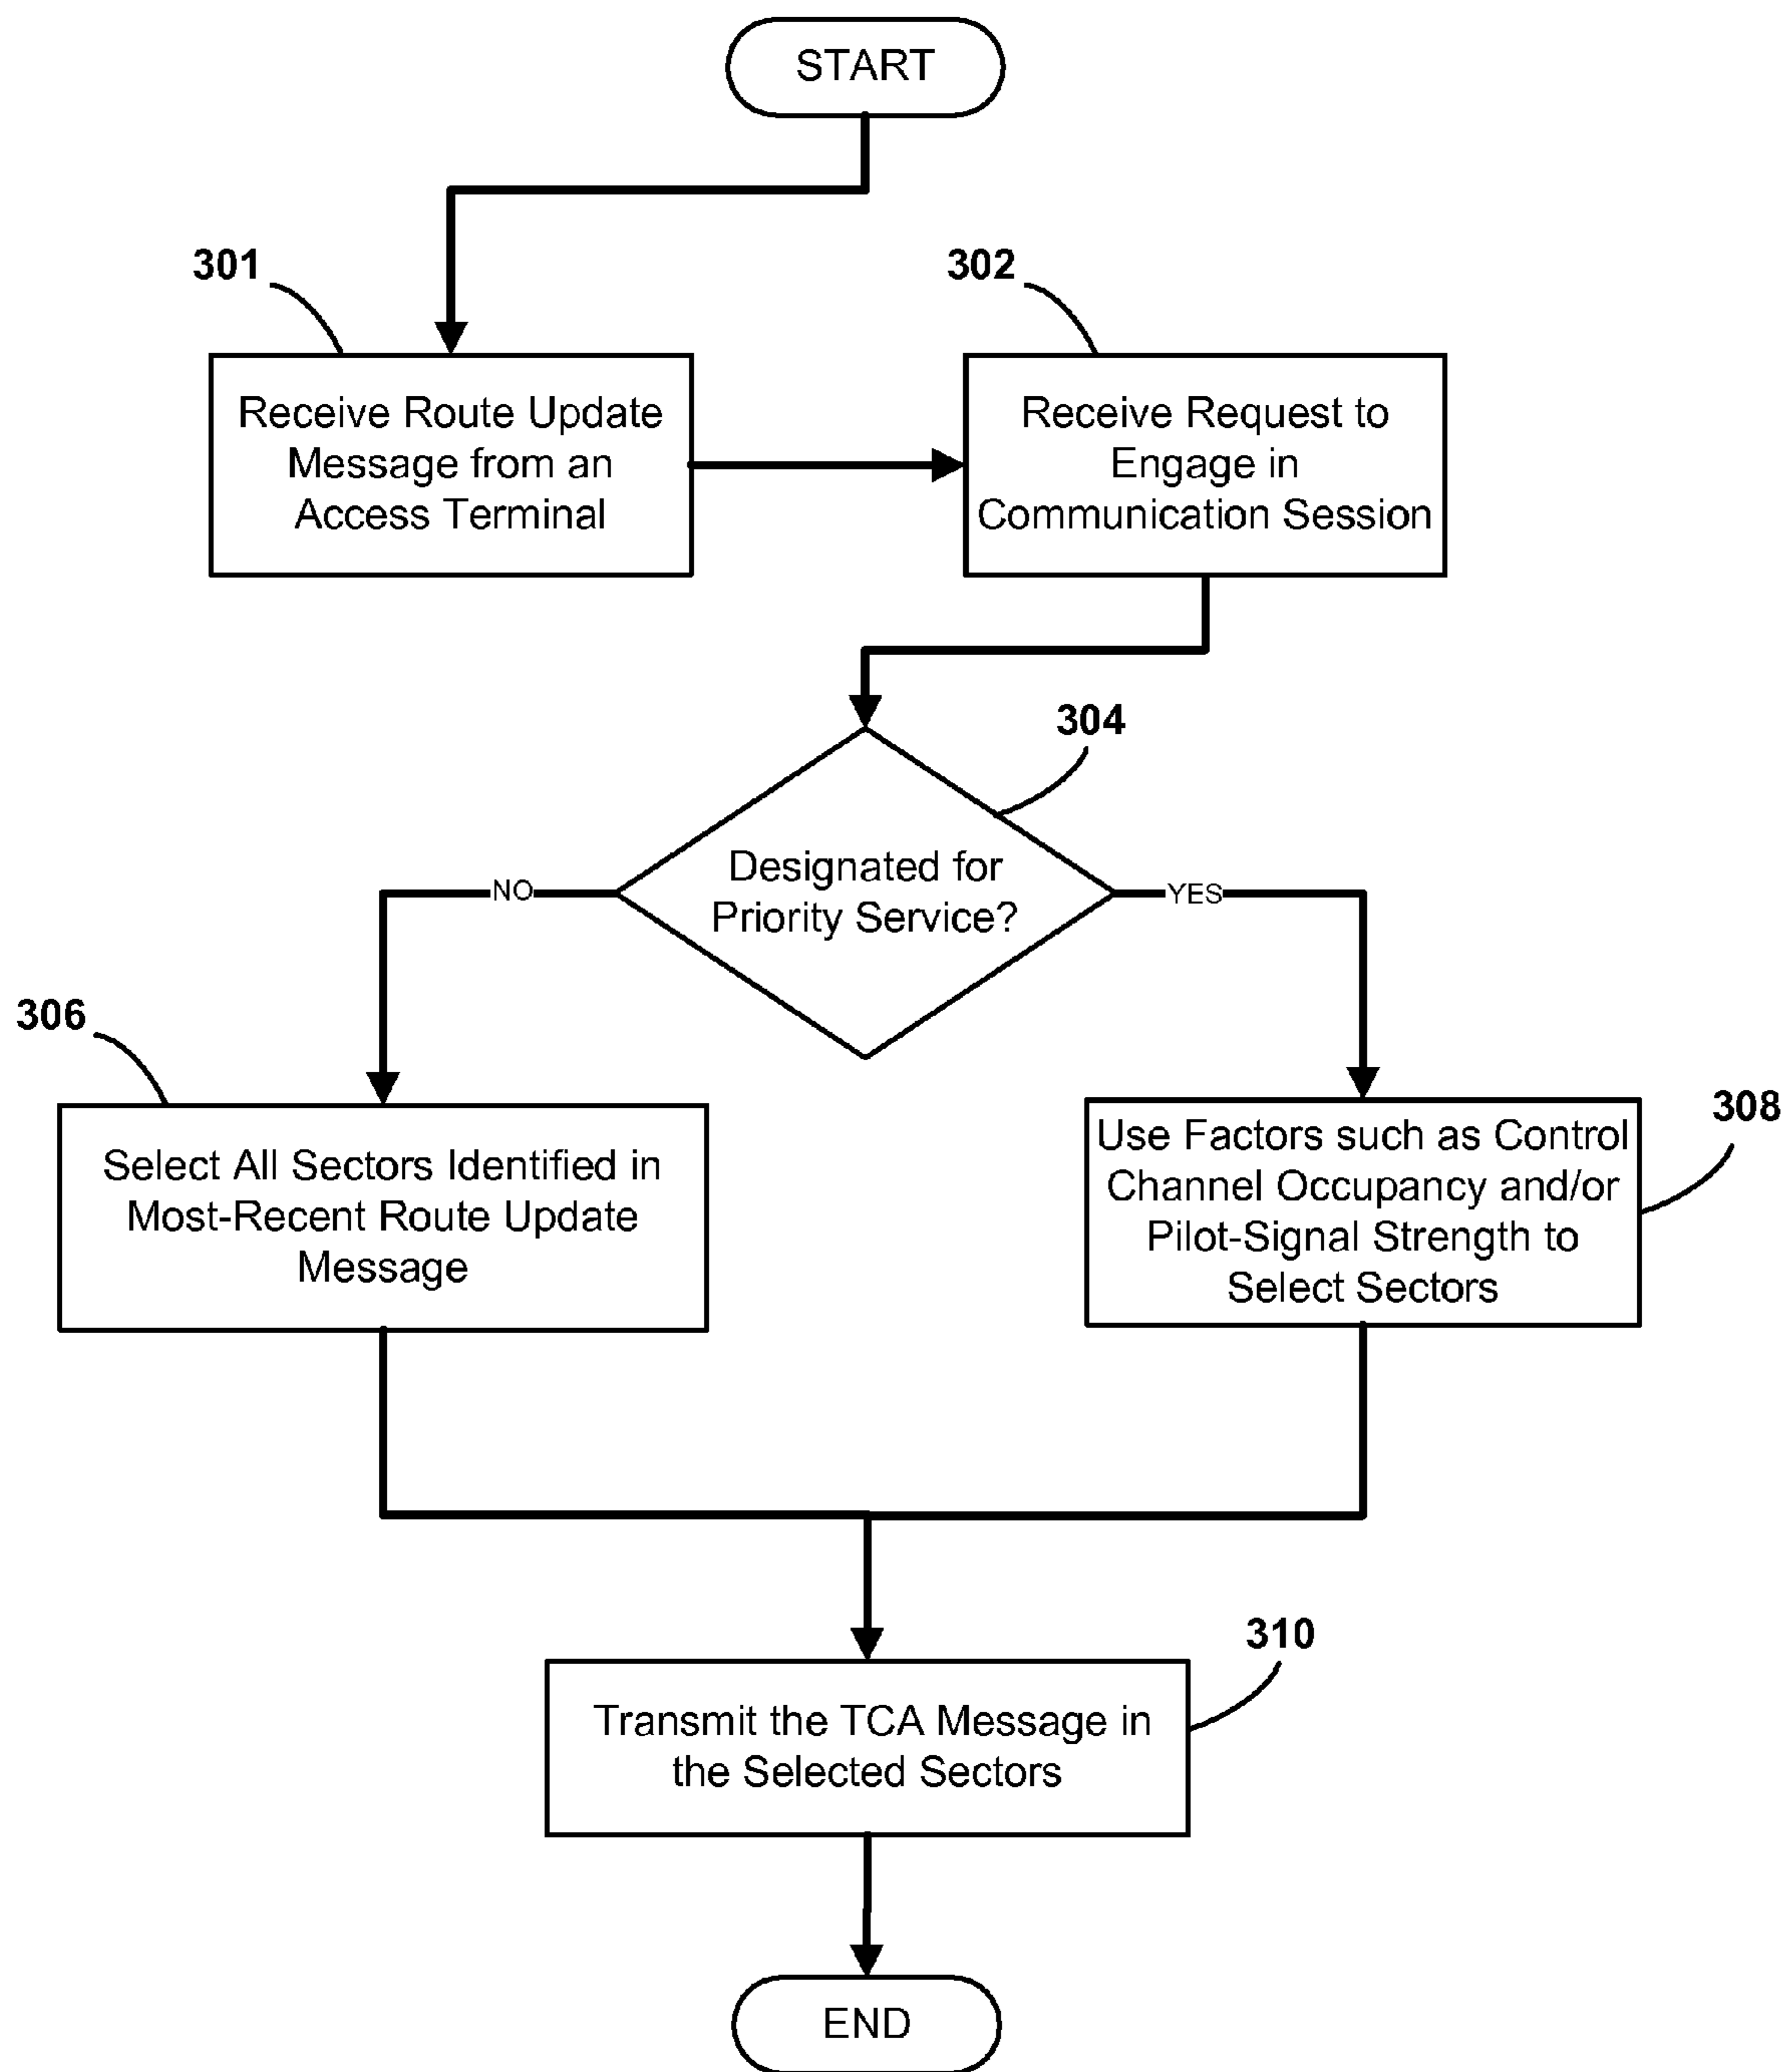 START
301
Receive Route Update
Message from an
Access Terminal
302
Receive Request to
Engage in
Communication Session
304
Designated for
Priority Service?
NO
YES
306
Select All Sectors Identified in
Most-Recent Route Update
Message
308
Use Factors such as Control
Channel Occupancy and/or
Pilot-Signal Strength to
Select Sectors
310
Transmit the TCA Message in
the Selected Sectors
END